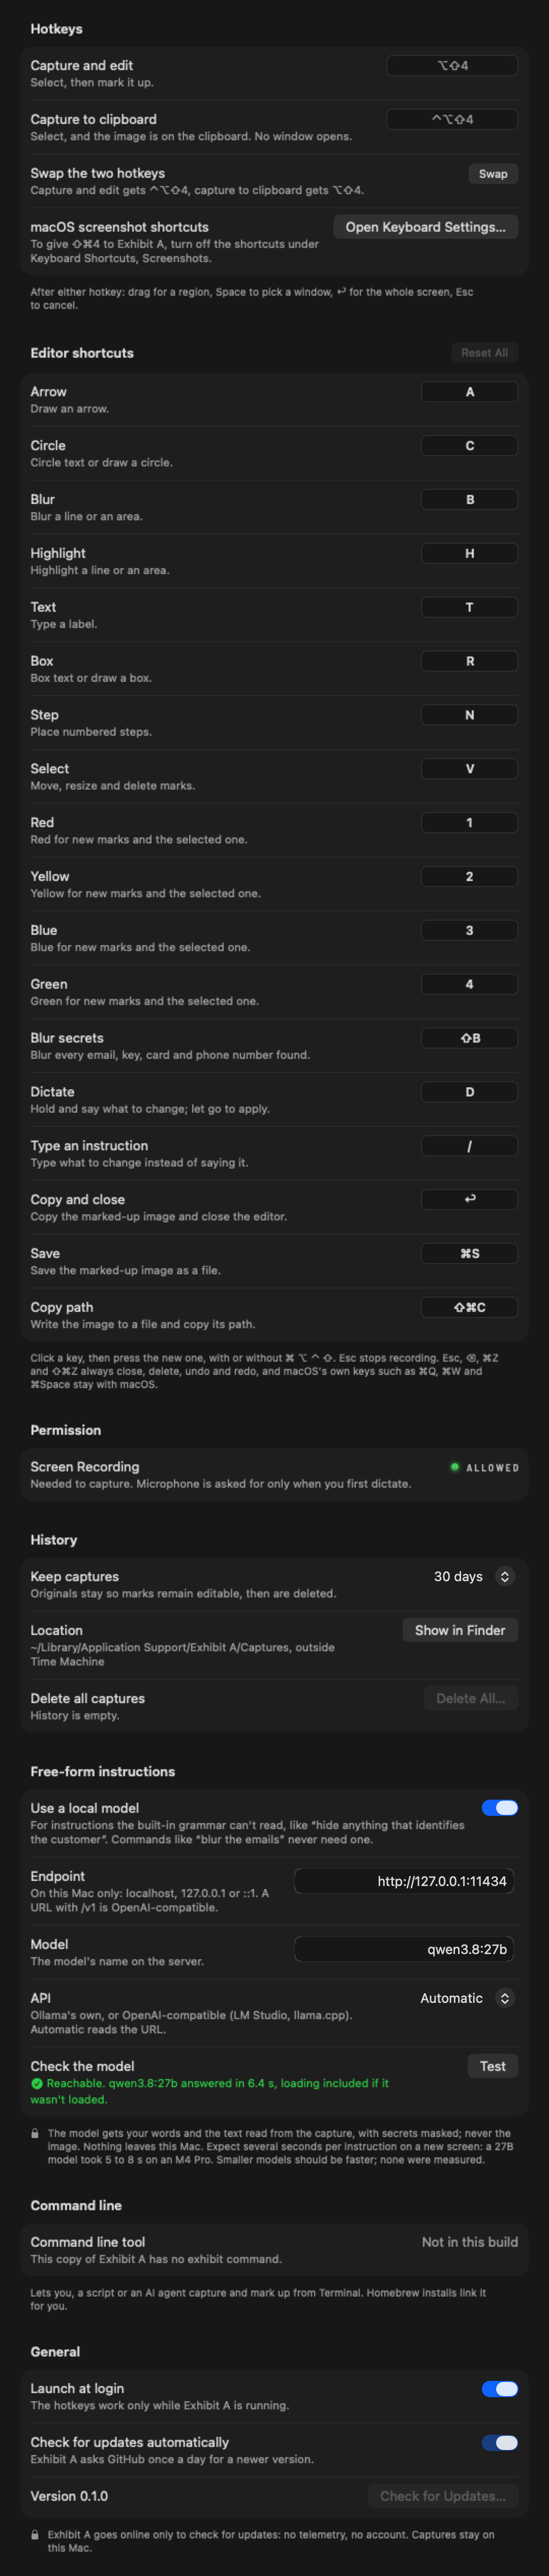 Hotkeys
Capture and edit
⌥⇧4
Select, then mark it up.
Capture to clipboard
^⌥⇧4
Select, and the image is on the clipboard. No window opens.
Swap the two hotkeys
Swap
Capture and edit gets ^⌥⇧4, capture to clipboard gets ⌥⇧4.
macOS screenshot shortcuts
Open Keyboard Settings...
To give ⇧⌘4 to Exhibit A, turn off the shortcuts under
Keyboard Shortcuts, Screenshots.
After either hotkey: drag for a region, Space to pick a window, ↩ for the whole screen, Esc
to cancel.
Editor shortcuts
Reset All
Arrow
A
Draw an arrow.
Circle
C
Circle text or draw a circle.
Blur
B
Blur a line or an area.
Highlight
H
Highlight a line or an area.
Text
T
Type a label.
Box
R
Box text or draw a box.
Step
N
Place numbered steps.
Select
V
Move, resize and delete marks.
Red
1
Red for new marks and the selected one.
Yellow
2
Yellow for new marks and the selected one.
Blue
3
Blue for new marks and the selected one.
Green
4
Green for new marks and the selected one.
Blur secrets
⇧B
Blur every email, key, card and phone number found.
Dictate
D
Hold and say what to change; let go to apply.
Type an instruction
/
Type what to change instead of saying it.
Copy and close
↩
Copy the marked-up image and close the editor.
Save
⌘S
Save the marked-up image as a file.
Copy path
⇧⌘C
Write the image to a file and copy its path.
Click a key, then press the new one, with or without ⌘ ⌥ ^ ⇧. Esc stops recording. Esc, ⌫, ⌘Z
and ⇧⌘Z always close, delete, undo and redo, and macOS's own keys such as ⌘Q, ⌘W and
⌘Space stay with macOS.
Permission
Screen Recording
ALLOWED
Needed to capture. Microphone is asked for only when you first dictate.
History
Keep captures
30 days
Originals stay so marks remain editable, then are deleted.
Location
Show in Finder
~/Library/Application Support/Exhibit A/Captures, outside
Time Machine
Delete all captures
Delete All...
History is empty.
Free-form instructions
Use a local model
For instructions the built-in grammar can't read, like "hide anything that identifies
the customer". Commands like "blur the emails" never need one.
Endpoint
http://127.0.0.1:11434
On this Mac only: localhost, 127.0.0.1 or ::1. A
URL with /v1 is OpenAI-compatible.
Model
qwen3.8:27b
The model's name on the server.
API
Automatic
Ollama's own, or OpenAI-compatible (LM Studio, llama.cpp).
Automatic reads the URL.
Check the model
Test
Reachable. qwen3.8:27b answered in 6.4 s, loading included if it
wasn't loaded.
The model gets your words and the text read from the capture, with secrets masked; never the
image. Nothing leaves this Mac. Expect several seconds per instruction on a new screen: a 27B
model took 5 to 8 s on an M4 Pro. Smaller models should be faster; none were measured.
Command line
Command line tool
Not in this build
This copy of Exhibit A has no exhibit command.
Lets you, a script or an AI agent capture and mark up from Terminal. Homebrew installs link it
for you.
General
Launch at login
The hotkeys work only while Exhibit A is running.
Check for updates automatically
Exhibit A asks GitHub once a day for a newer version.
Version 0.1.0
Check for Updates...
Exhibit A goes online only to check for updates: no telemetry, no account. Captures stay on
this Mac.